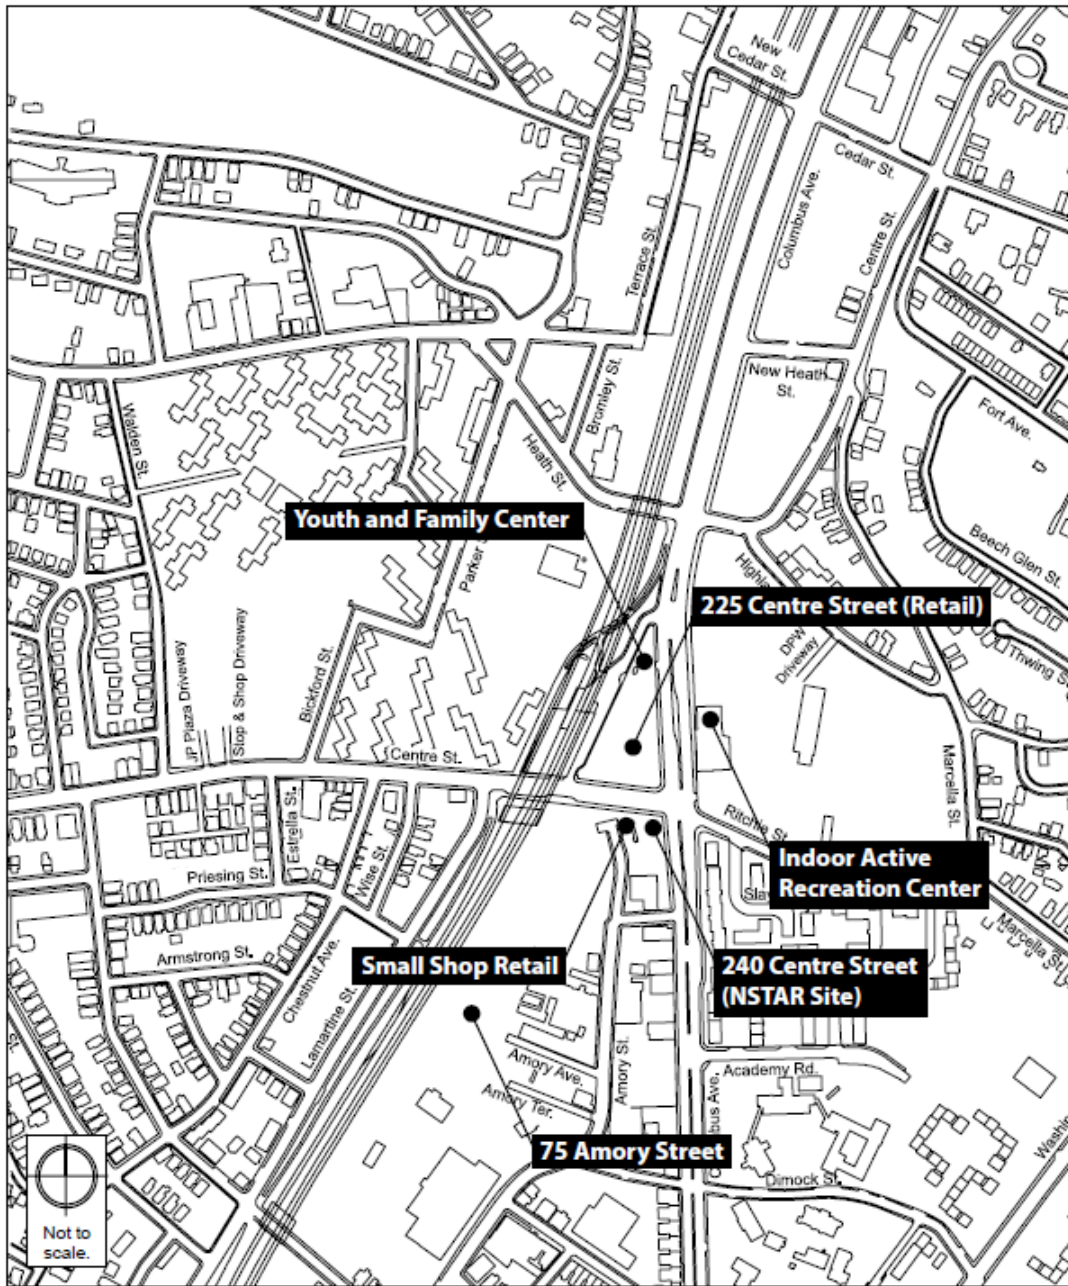 New
Cedar St.
Cedar St.
Columbus Ave.
Centre St.
Terrace St.
New Heath
St.
Bromley St.
Fort Ave.
Walden St.
Heath St.
Youth and Family Center
Beech Glen St.
Parker
225 Centre Street (Retail)
DPW
Driveway
Thwing S
JP Plaza Driveway
Stop & Shop Driveway
Bickford St.
Centre St.
Marcella St.
Ritchie St.
Estrella St.
Wise St.
Priesing St.
Indoor Active
Recreation Center
Armstrong St.
Chestnut Ave.
Lamartine St.
Small Shop Retail
240 Centre Street
(NSTAR Site)
Marcella St.
Amory Ave.
Amory Ter.
Amory St.
Academy Rd.
bus Ave.
75 Amory Street
Dimock St.
Not to
scale.